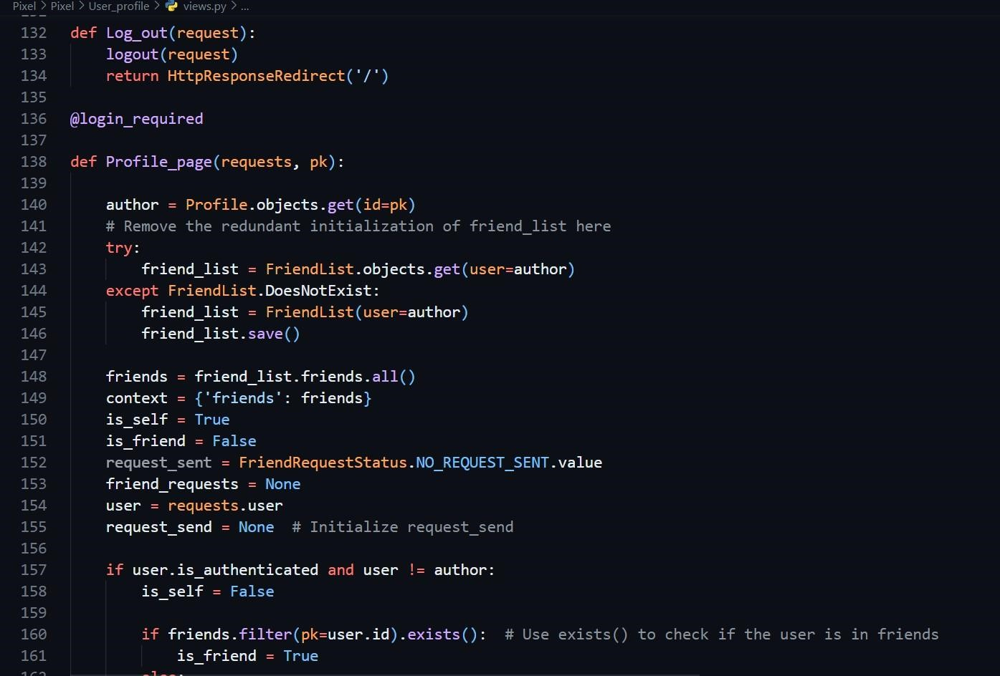 Pixel > Pixel > User_profile > views.py > ...
132 def Log_out(request):
133     logout(request)
134     return HttpResponseRedirect('/')
135
136 @login_required
137
138 def Profile_page(requests, pk):
139
140     author = Profile.objects.get(id=pk)
141     # Remove the redundant initialization of friend_list here
142     try:
143         friend_list = FriendList.objects.get(user=author)
144     except FriendList.DoesNotExist:
145         friend_list = FriendList(user=author)
146         friend_list.save()
147
148     friends = friend_list.friends.all()
149     context = {'friends': friends}
150     is_self = True
151     is_friend = False
152     request_sent = FriendRequestStatus.NO_REQUEST_SENT.value
153     friend_requests = None
154     user = requests.user
155     request_send = None  # Initialize request_send
156
157     if user.is_authenticated and user != author:
158         is_self = False
159
160         if friends.filter(pk=user.id).exists():  # Use exists() to check if the user is in friends
161             is_friend = True